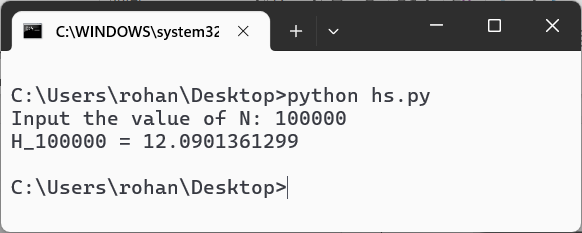 C:\WINDOWS\system32
C:\Users\rohan\Desktop>python hs.py
Input the value of N: 100000
H_100000 = 12.0901361299
C:\Users\rohan\Desktop>